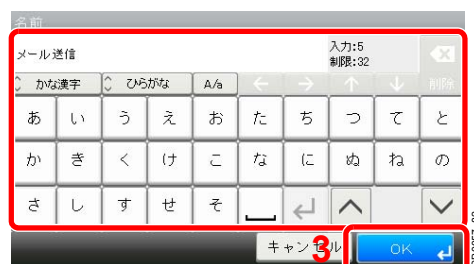 名前
メール送信
入力:5
制限:32
かな漢字 ひらがな A/a ← → ↑ ↓ 削除
あ い う え お た ち つ て と
か き く け こ な に ぬ ね の
さ し す せ そ
キャンセル 3 OK